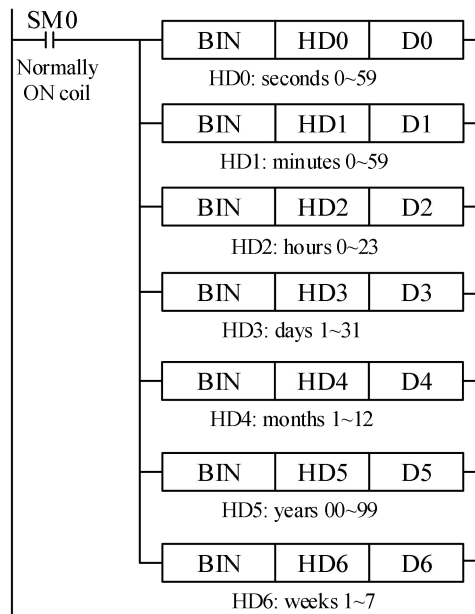 SM0
Normally
ON coil
BIN HD0 D0
HD0: seconds 0~59
BIN HD1 D1
HD1: minutes 0~59
BIN HD2 D2
HD2: hours 0~23
BIN HD3 D3
HD3: days 1~31
BIN HD4 D4
HD4: months 1~12
BIN HD5 D5
HD5: years 00~99
BIN HD6 D6
HD6: weeks 1~7